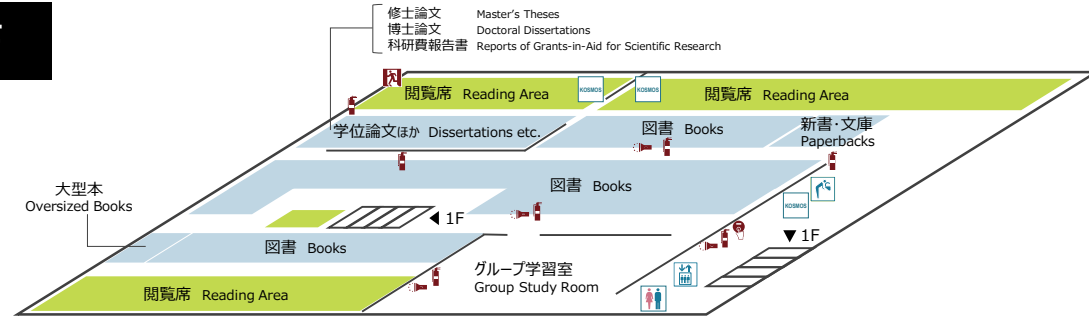 修士論文 Master's Theses
博士論文 Doctoral Dissertations
科研費報告書 Reports of Grants-in-Aid for Scientific Research
閲覧席 Reading Area
KOSMOS
KOSMOS
閲覧席 Reading Area
学位論文ほか Dissertations etc.
図書 Books
新書・文庫
Paperbacks
図書 Books
大型本
Oversized Books
KOSMOS
◀ 1F
▼ 1F
図書 Books
グループ学習室
Group Study Room
閲覧席 Reading Area